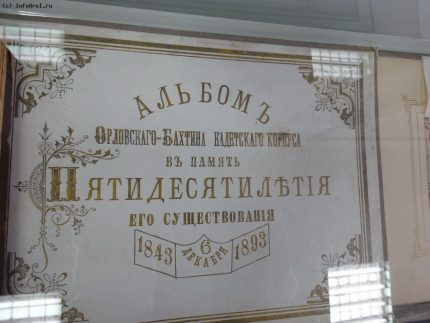 (c) InfoOrel.ru
АЛЬБОМЪ
ОРЛОВСКАГО-БАХТИНА КАДЕТСКАГО КОРПУСА
ВЪ ПАМЯТЬ
ПЯТИДЕСЯТИЛѢТІЯ
ЕГО СУЩЕСТВОВАНІЯ
1843 6 ДЕКАБРЯ 1893